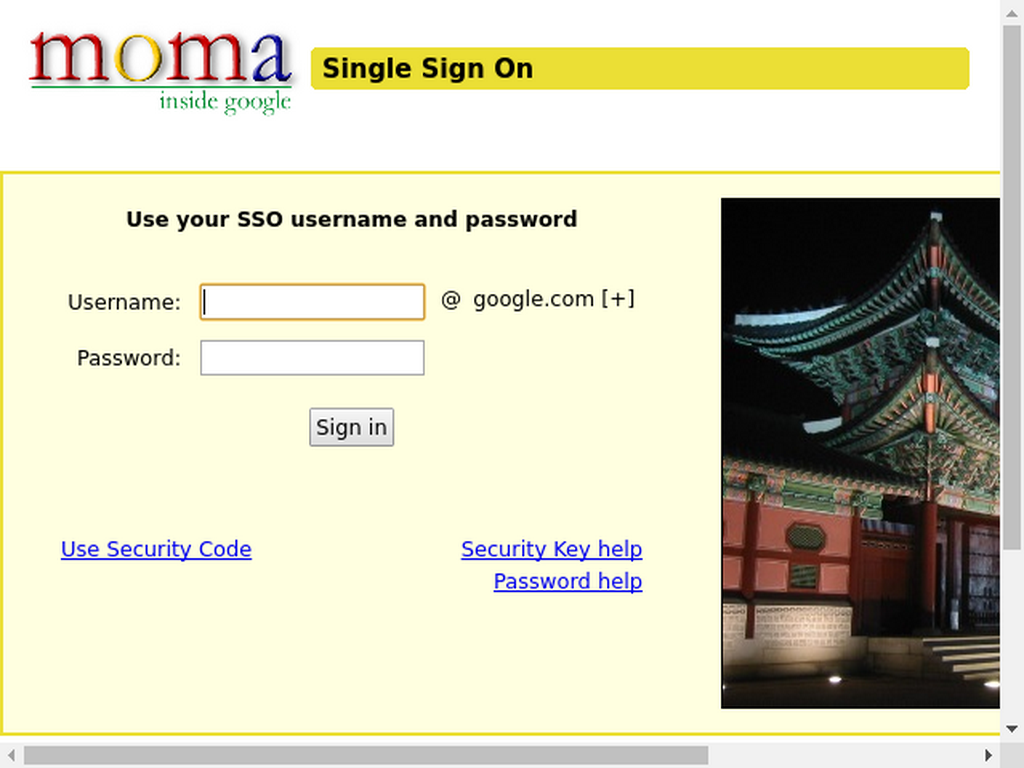 moma
inside google
Single Sign On
Use your SSO username and password
Username: @ google.com [+]
Password:
Sign in
Use Security Code Security Key help
Password help